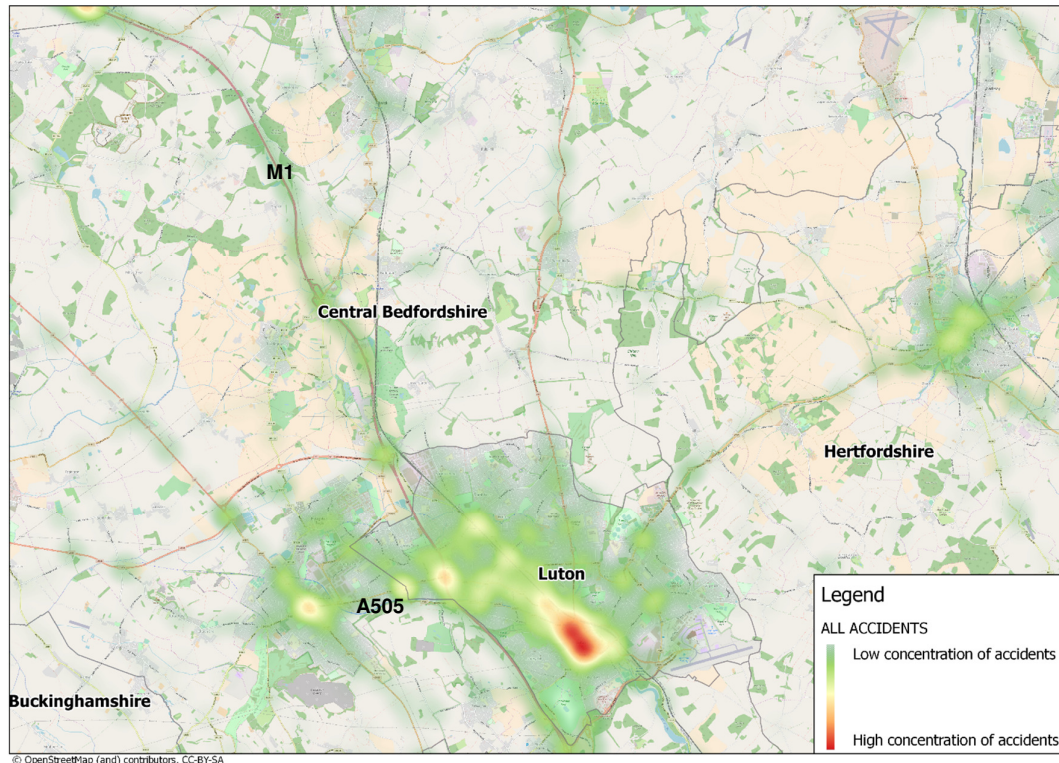 M1
Central Bedfordshire
Hertfordshire
Luton
A505
Buckinghamshire
Legend
ALL ACCIDENTS
Low concentration of accidents
High concentration of accidents
© OpenStreetMap (and) contributors, CC-BY-SA